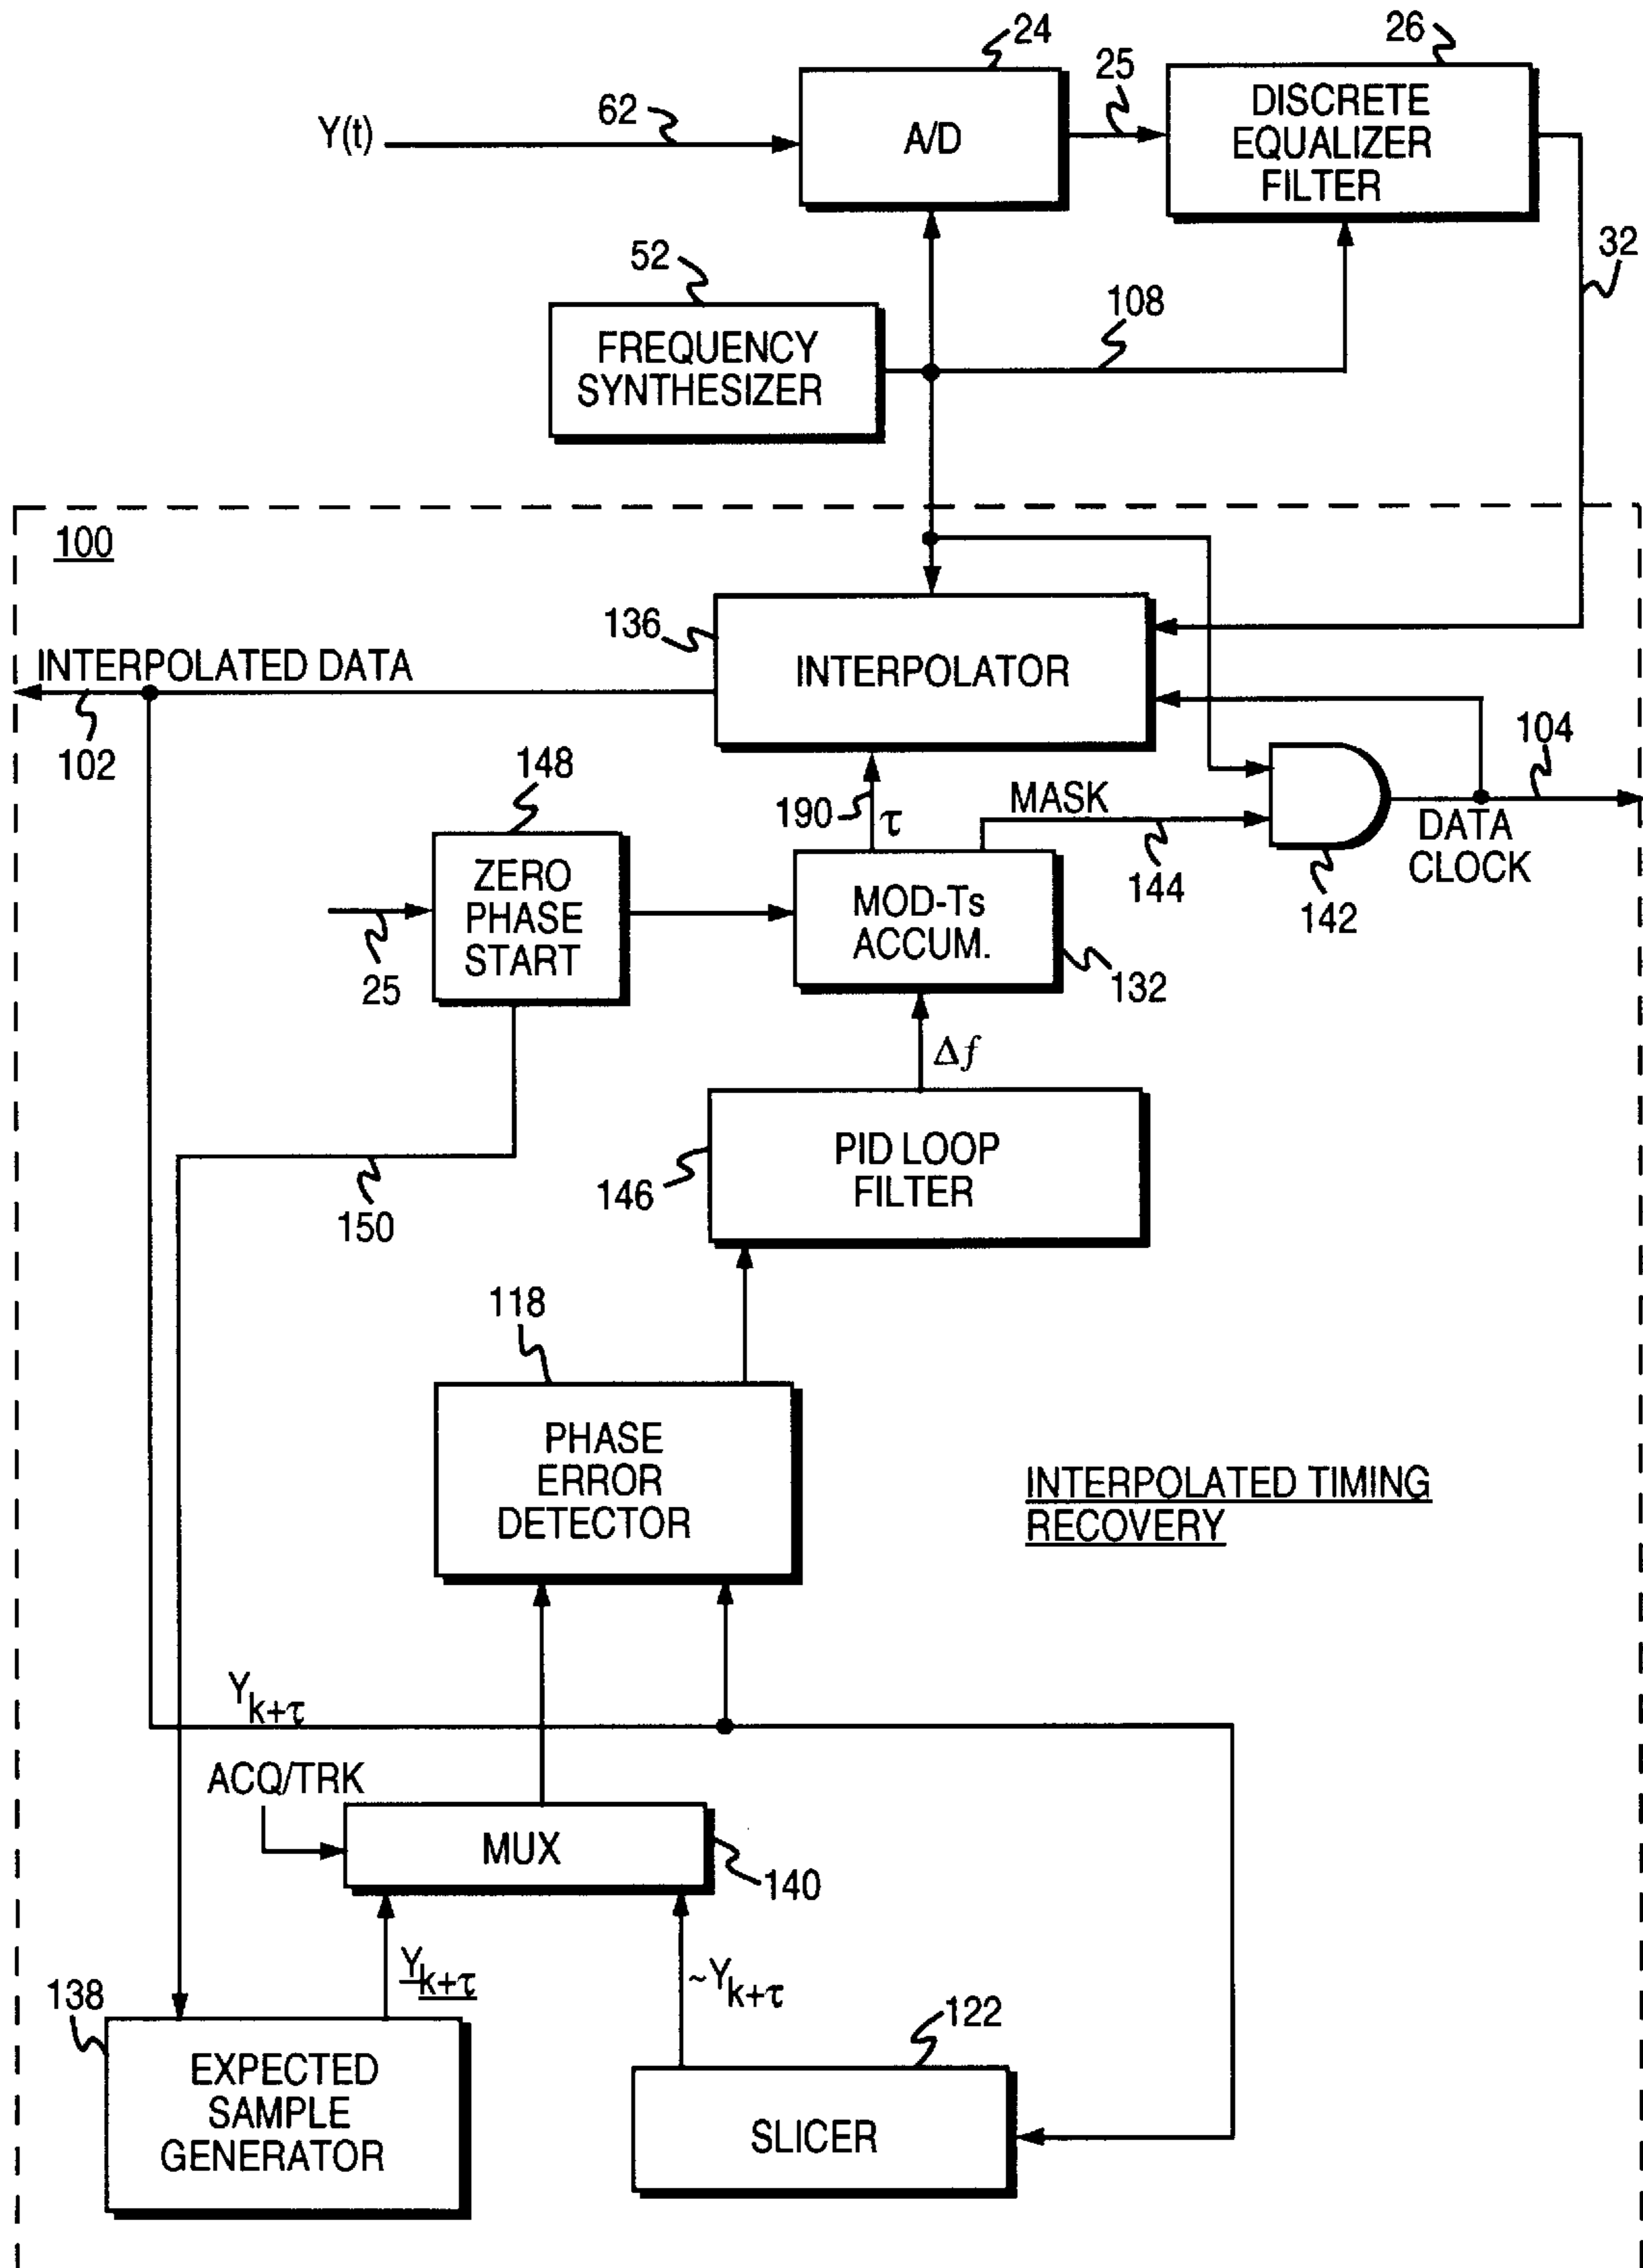 24
26
25
62
Y(t)
A/D
DISCRETE
EQUALIZER
FILTER
32
52
108
FREQUENCY
SYNTHESIZER
100
136
INTERPOLATOR
INTERPOLATED DATA
102
104
148
190
τ
MASK
DATA
CLOCK
144
142
ZERO
PHASE
START
25
MOD-Ts
ACCUM.
132
Δf
PID LOOP
FILTER
146
150
118
PHASE
ERROR
DETECTOR
INTERPOLATED TIMING
RECOVERY
Yk+τ
ACQ/TRK
MUX
140
Yk+τ
~Yk+τ
138
122
EXPECTED
SAMPLE
GENERATOR
SLICER